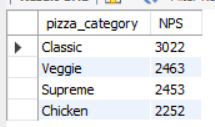 pizza_category NPS
Classic 3022
Veggie 2463
Supreme 2453
Chicken 2252